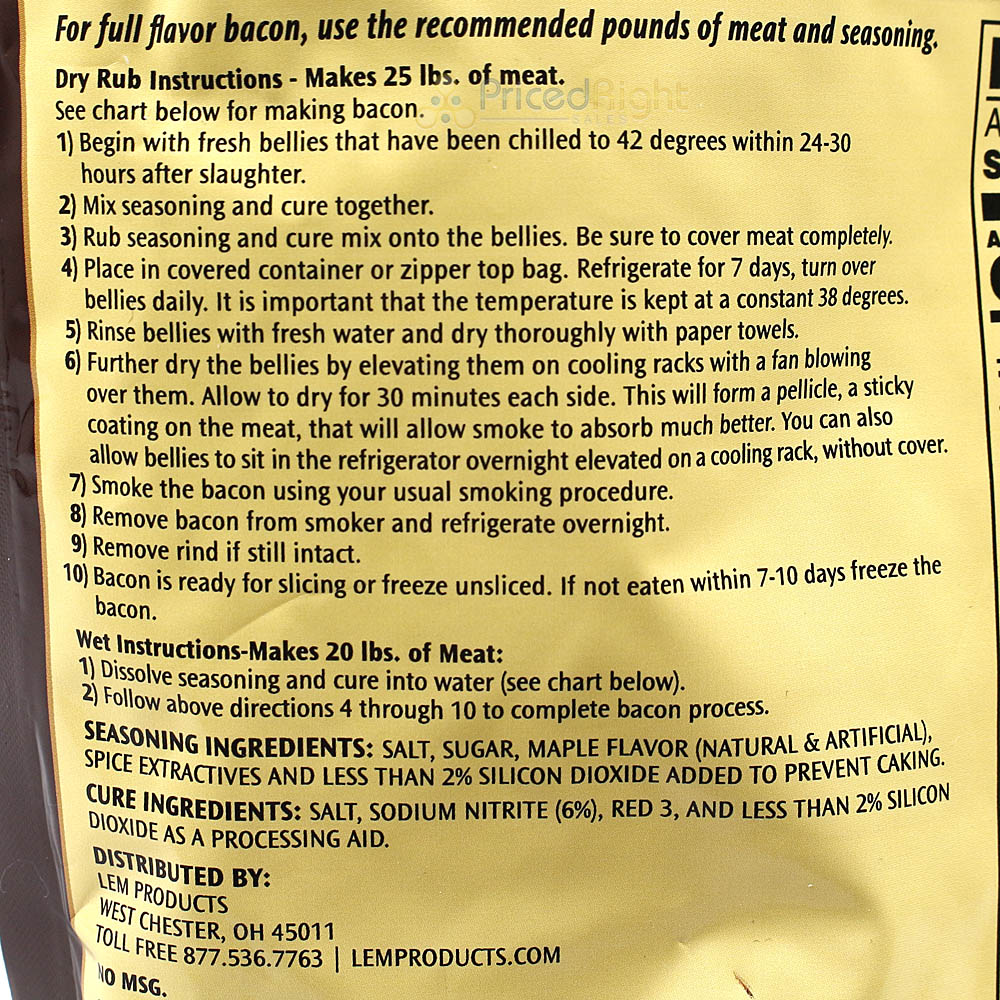 For full flavor bacon, use the recommended pounds of meat and seasoning.
Dry Rub Instructions - Makes 25 lbs. of meat.
See chart below for making bacon.
PricedRight
SALES
1) Begin with fresh bellies that have been chilled to 42 degrees within 24-30
hours after slaughter.
2) Mix seasoning and cure together.
3) Rub seasoning and cure mix onto the bellies. Be sure to cover meat completely.
4) Place in covered container or zipper top bag. Refrigerate for 7 days, turn over
bellies daily. It is important that the temperature is kept at a constant 38 degrees.
5) Rinse bellies with fresh water and dry thoroughly with paper towels.
6) Further dry the bellies by elevating them on cooling racks with a fan blowing
over them. Allow to dry for 30 minutes each side. This will form a pellicle, a sticky
coating on the meat, that will allow smoke to absorb much better. You can also
allow bellies to sit in the refrigerator overnight elevated on a cooling rack, without cover.
7) Smoke the bacon using your usual smoking procedure.
8) Remove bacon from smoker and refrigerate overnight.
9) Remove rind if still intact.
10) Bacon is ready for slicing or freeze unsliced. If not eaten within 7-10 days freeze the
bacon.
Wet Instructions-Makes 20 lbs. of Meat:
1) Dissolve seasoning and cure into water (see chart below).
2) Follow above directions 4 through 10 to complete bacon process.
SEASONING INGREDIENTS: SALT, SUGAR, MAPLE FLAVOR (NATURAL & ARTIFICIAL),
SPICE EXTRACTIVES AND LESS THAN 2% SILICON DIOXIDE ADDED TO PREVENT CAKING.
CURE INGREDIENTS: SALT, SODIUM NITRITE (6%), RED 3, AND LESS THAN 2% SILICON
DIOXIDE AS A PROCESSING AID.
DISTRIBUTED BY:
LEM PRODUCTS
WEST CHESTER, OH 45011
TOLL FREE 877.536.7763 | LEMPRODUCTS.COM
NO MSG.